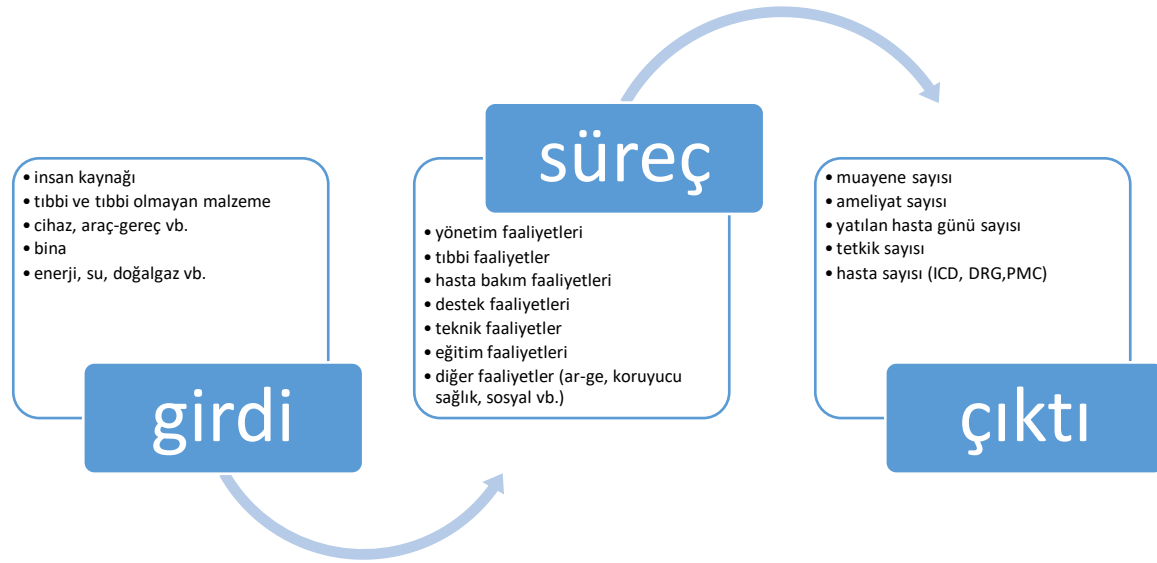 • insan kaynağı
• tıbbi ve tıbbi olmayan malzeme
• cihaz, araç-gereç vb.
• bina
• enerji, su, doğalgaz vb.
girdi
süreç
• yönetim faaliyetleri
• tıbbi faaliyetler
• hasta bakım faaliyetleri
• destek faaliyetleri
• teknik faaliyetler
• eğitim faaliyetleri
• diğer faaliyetler (ar-ge, koruyucu
sağlık, sosyal vb.)
• muayene sayısı
• ameliyat sayısı
• yatılan hasta günü sayısı
• tetkik sayısı
• hasta sayısı (ICD, DRG,PMC)
çıktı